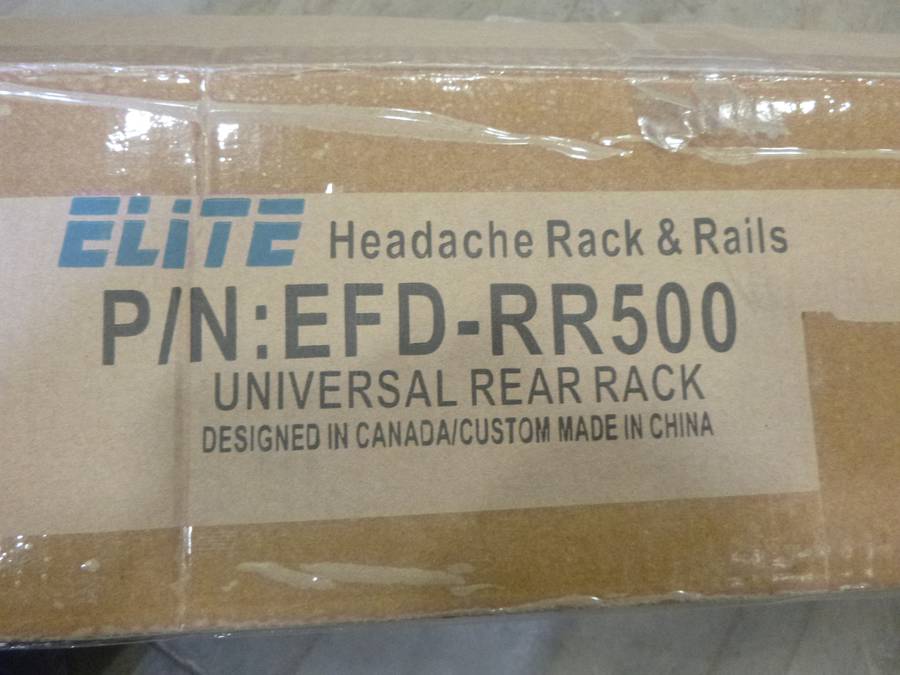 ELiTE Headache Rack & Rails
P/N:EFD-RR500
UNIVERSAL REAR RACK
DESIGNED IN CANADA/CUSTOM MADE IN CHINA